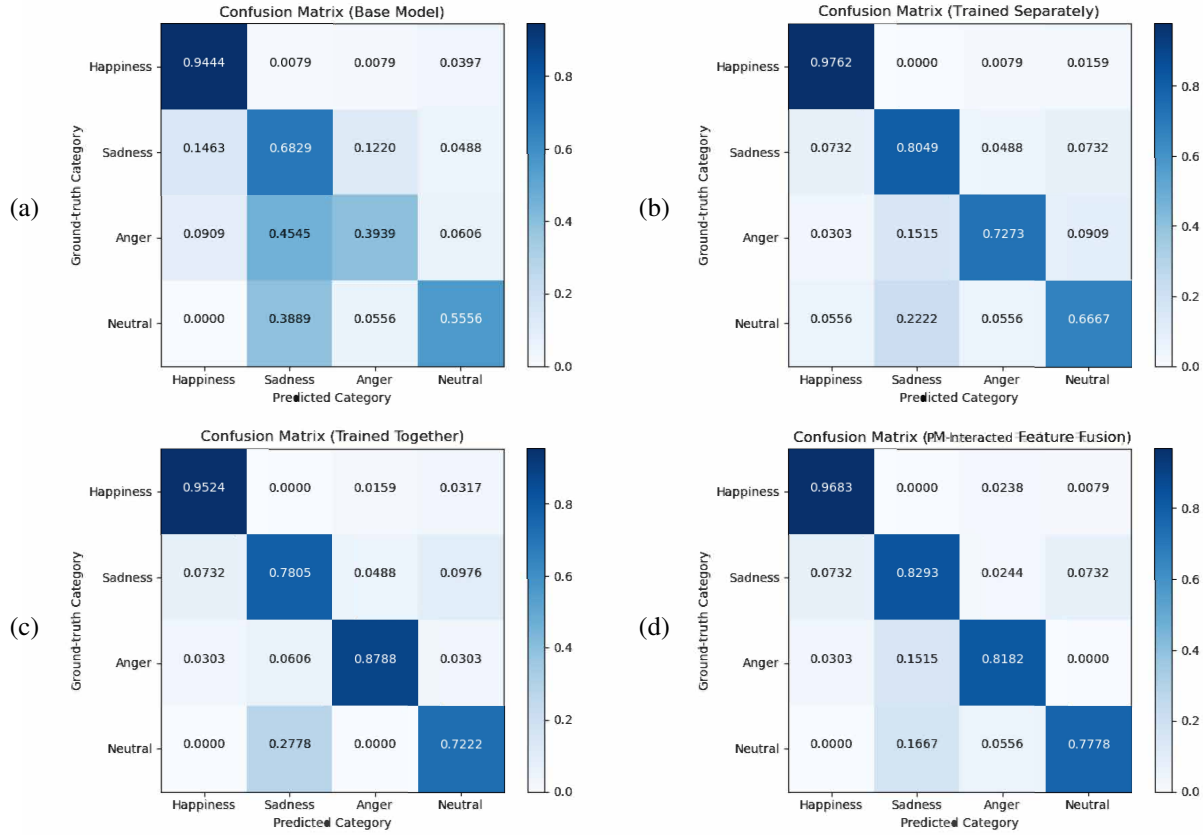 Confusion Matrix (Base Model)
(a)
Ground-truth Category
Happiness 0.9444 0.0079 0.0079 0.0397
Sadness 0.1463 0.6829 0.1220 0.0488
Anger 0.0909 0.4545 0.3939 0.0606
Neutral 0.0000 0.3889 0.0556 0.5556
Happiness Sadness Anger Neutral
Predicted Category
0.8
0.6
0.4
0.2
0.0
Confusion Matrix (Trained Separately)
(b)
Ground-truth Category
Happiness 0.9762 0.0000 0.0079 0.0159
Sadness 0.0732 0.8049 0.0488 0.0732
Anger 0.0303 0.1515 0.7273 0.0909
Neutral 0.0556 0.2222 0.0556 0.6667
Happiness Sadness Anger Neutral
Predicted Category
0.8
0.6
0.4
0.2
0.0
Confusion Matrix (Trained Together)
(c)
Ground-truth Category
Happiness 0.9524 0.0000 0.0159 0.0317
Sadness 0.0732 0.7805 0.0488 0.0976
Anger 0.0303 0.0606 0.8788 0.0303
Neutral 0.0000 0.2778 0.0000 0.7222
Happiness Sadness Anger Neutral
Predicted Category
0.8
0.6
0.4
0.2
0.0
Confusion Matrix (PM-Interacted Feature Fusion)
(d)
Ground-truth Category
Happiness 0.9683 0.0000 0.0238 0.0079
Sadness 0.0732 0.8293 0.0244 0.0732
Anger 0.0303 0.1515 0.8182 0.0000
Neutral 0.0000 0.1667 0.0556 0.7778
Happiness Sadness Anger Neutral
Predicted Category
0.8
0.6
0.4
0.2
0.0